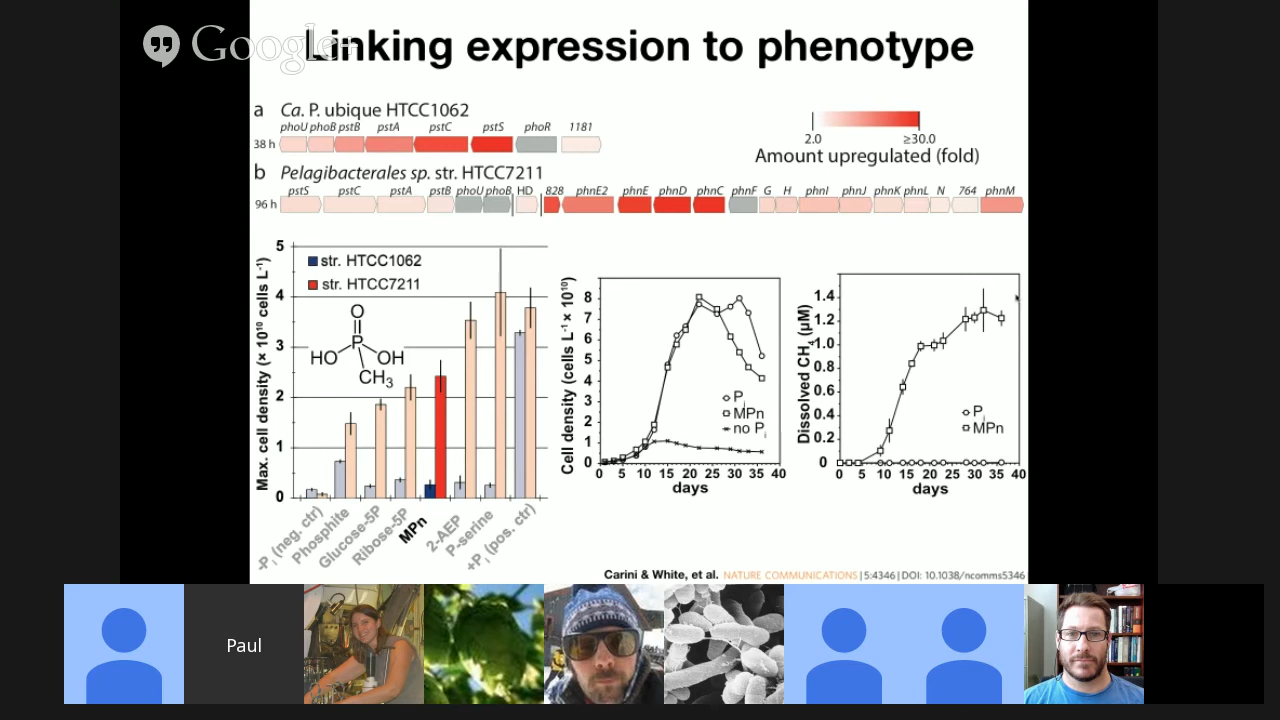 Google+
Linking expression to phenotype
a Ca. P. ubique HTCC1062
phoU phoB pstB pstA pstC pstS phoR 1181
38 h
2.0 ≥30.0
Amount upregulated (fold)
b Pelagibacterales sp. str. HTCC7211
pstS pstC pstA pstB phoU phoB HD 828 phnE2 phnE phnD phnC phnF G H phnI phnJ phnK phnL N 764 phnM
96 h
Max. cell density (× 10¹⁰ cells L⁻¹)
5
4
3
2
1
0
str. HTCC1062
str. HTCC7211
O
HO P OH
CH₃
-Pᵢ (neg. ctr)
Phosphite
Glucose-5P
Ribose-5P
MPn
2-AEP
P-serine
+Pᵢ (pos. ctr)
Cell density (cells L⁻¹ × 10¹⁰)
8
7
6
5
4
3
2
1
0
Pᵢ
MPn
no Pᵢ
0 5 10 15 20 25 30 35 40
days
Dissolved CH₄ (µM)
1.4
1.2
1.0
0.8
0.6
0.4
0.2
0
Pᵢ
MPn
0 5 10 15 20 25 30 35 40
days
Carini & White, et al. NATURE COMMUNICATIONS | 5:4346 | DOI: 10.1038/ncomms5346
Paul